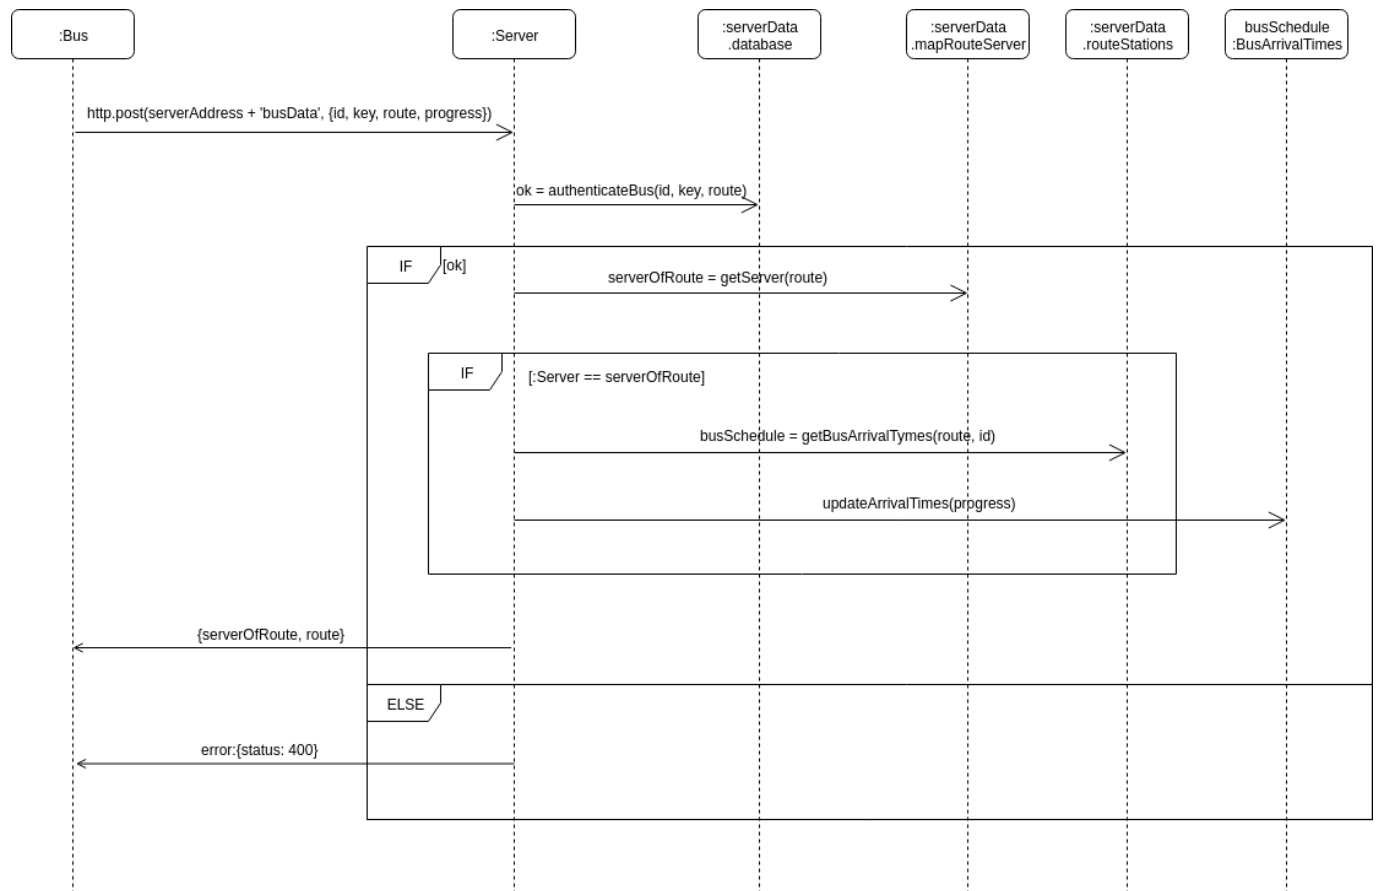 :Bus
:Server
:serverData
.database
:serverData
.mapRouteServer
:serverData
.routeStations
busSchedule
:BusArrivalTimes
http.post(serverAddress + 'busData', {id, key, route, progress})
ok = authenticateBus(id, key, route)
IF
[ok]
serverOfRoute = getServer(route)
IF
[:Server == serverOfRoute]
busSchedule = getBusArrivalTymes(route, id)
updateArrivalTimes(progress)
{serverOfRoute, route}
ELSE
error:{status: 400}